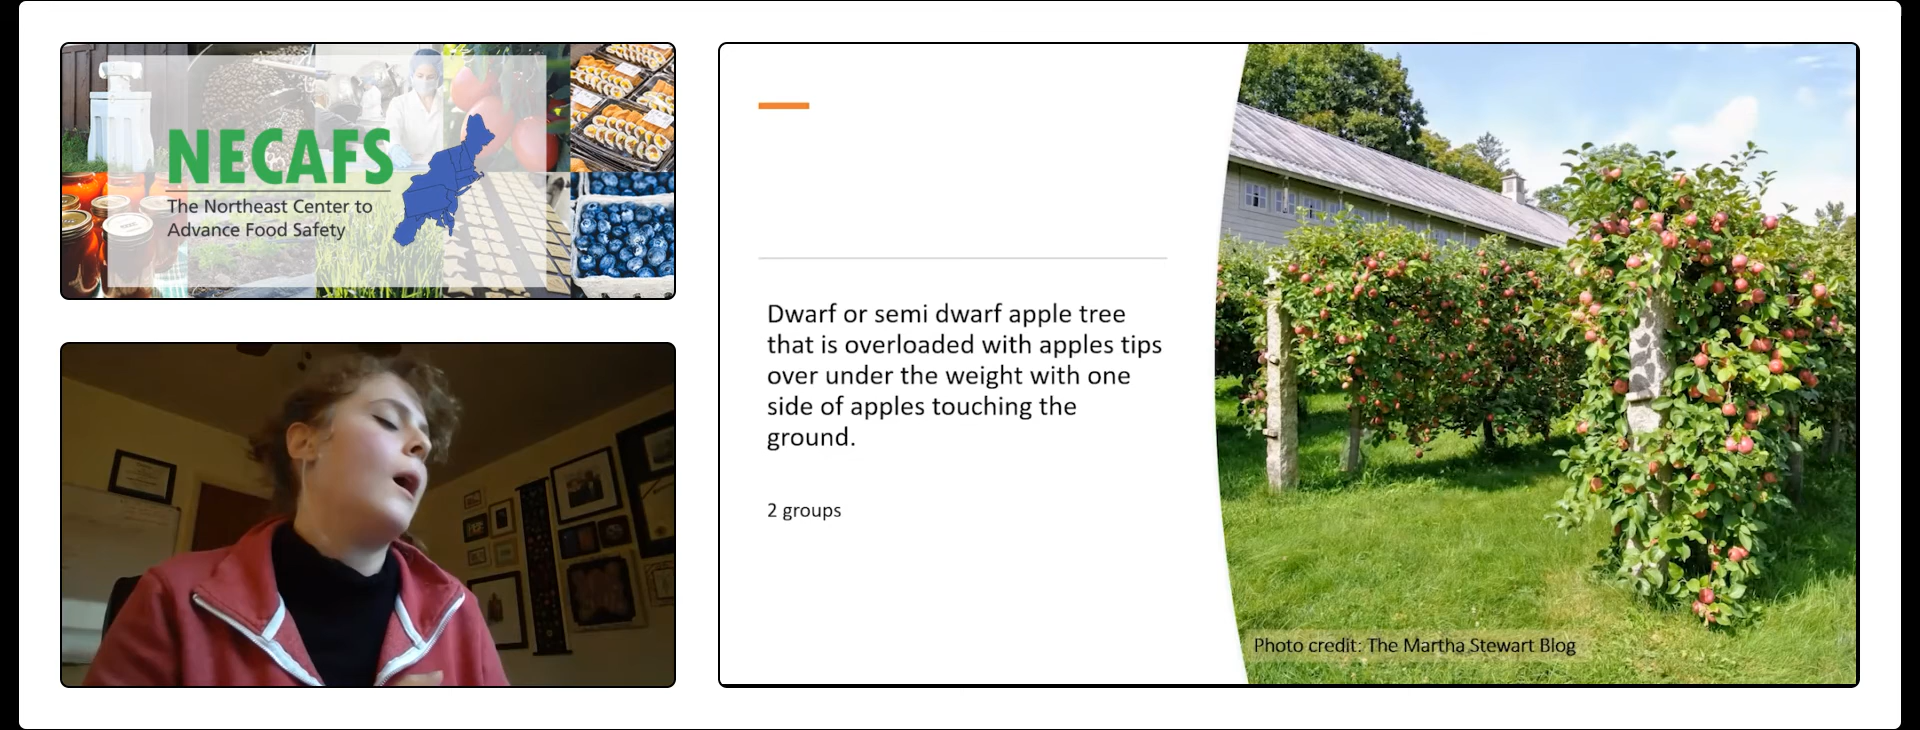 NECAFS
The Northeast Center to
Advance Food Safety
Dwarf or semi dwarf apple tree
that is overloaded with apples tips
over under the weight with one
side of apples touching the
ground.
2 groups
Photo credit: The Martha Stewart Blog